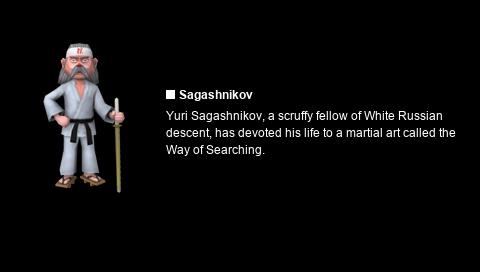 Sagashnikov
Yuri Sagashnikov, a scruffy fellow of White Russian
descent, has devoted his life to a martial art called the
Way of Searching.